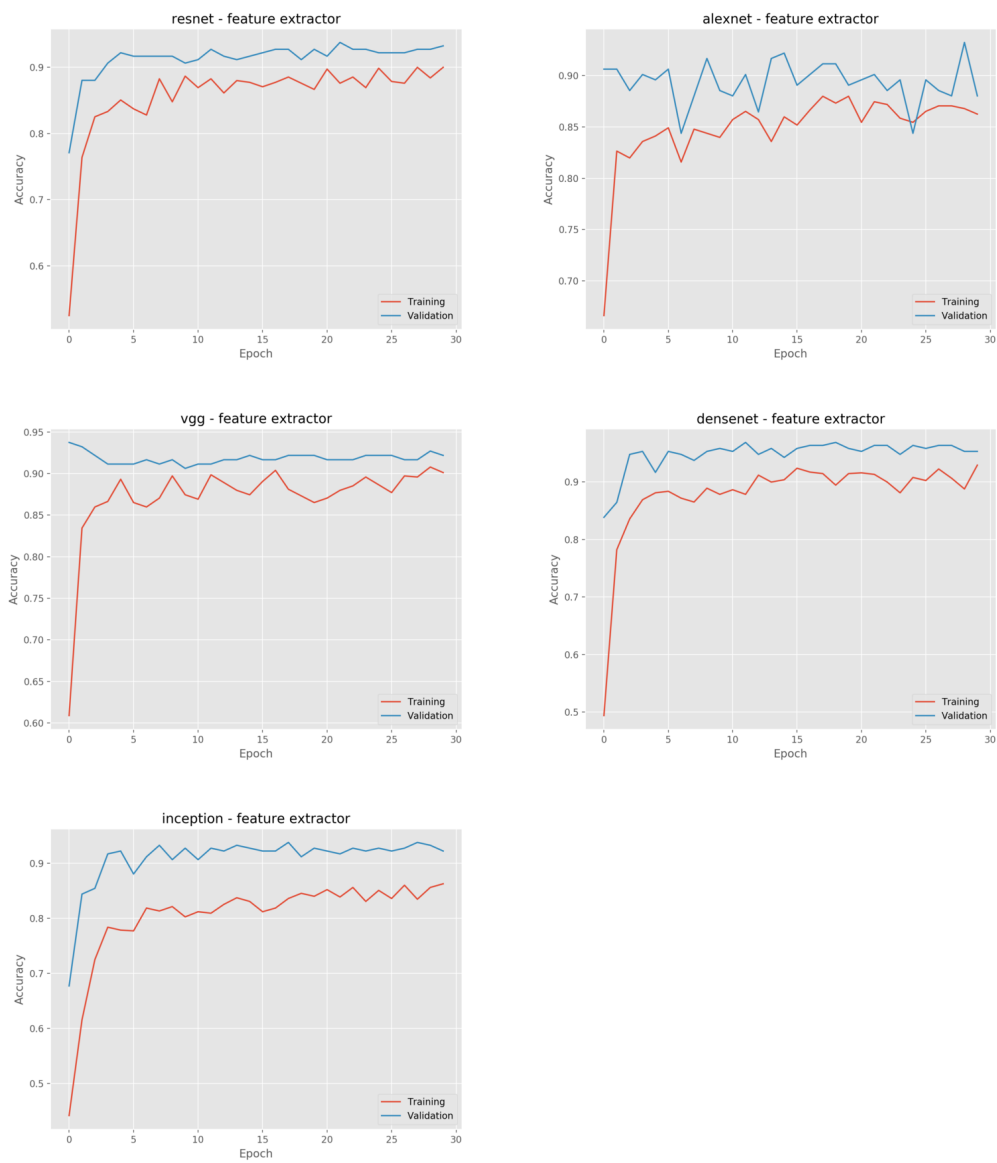 resnet - feature extractor
Accuracy
0.9
0.8
0.7
0.6
0 5 10 15 20 25 30
Epoch
Training
Validation
alexnet - feature extractor
Accuracy
0.90
0.85
0.80
0.75
0.70
0 5 10 15 20 25 30
Epoch
Training
Validation
vgg - feature extractor
Accuracy
0.95
0.90
0.85
0.80
0.75
0.70
0.65
0.60
0 5 10 15 20 25 30
Epoch
Training
Validation
densenet - feature extractor
Accuracy
0.9
0.8
0.7
0.6
0.5
0 5 10 15 20 25 30
Epoch
Training
Validation
inception - feature extractor
Accuracy
0.9
0.8
0.7
0.6
0.5
0 5 10 15 20 25 30
Epoch
Training
Validation